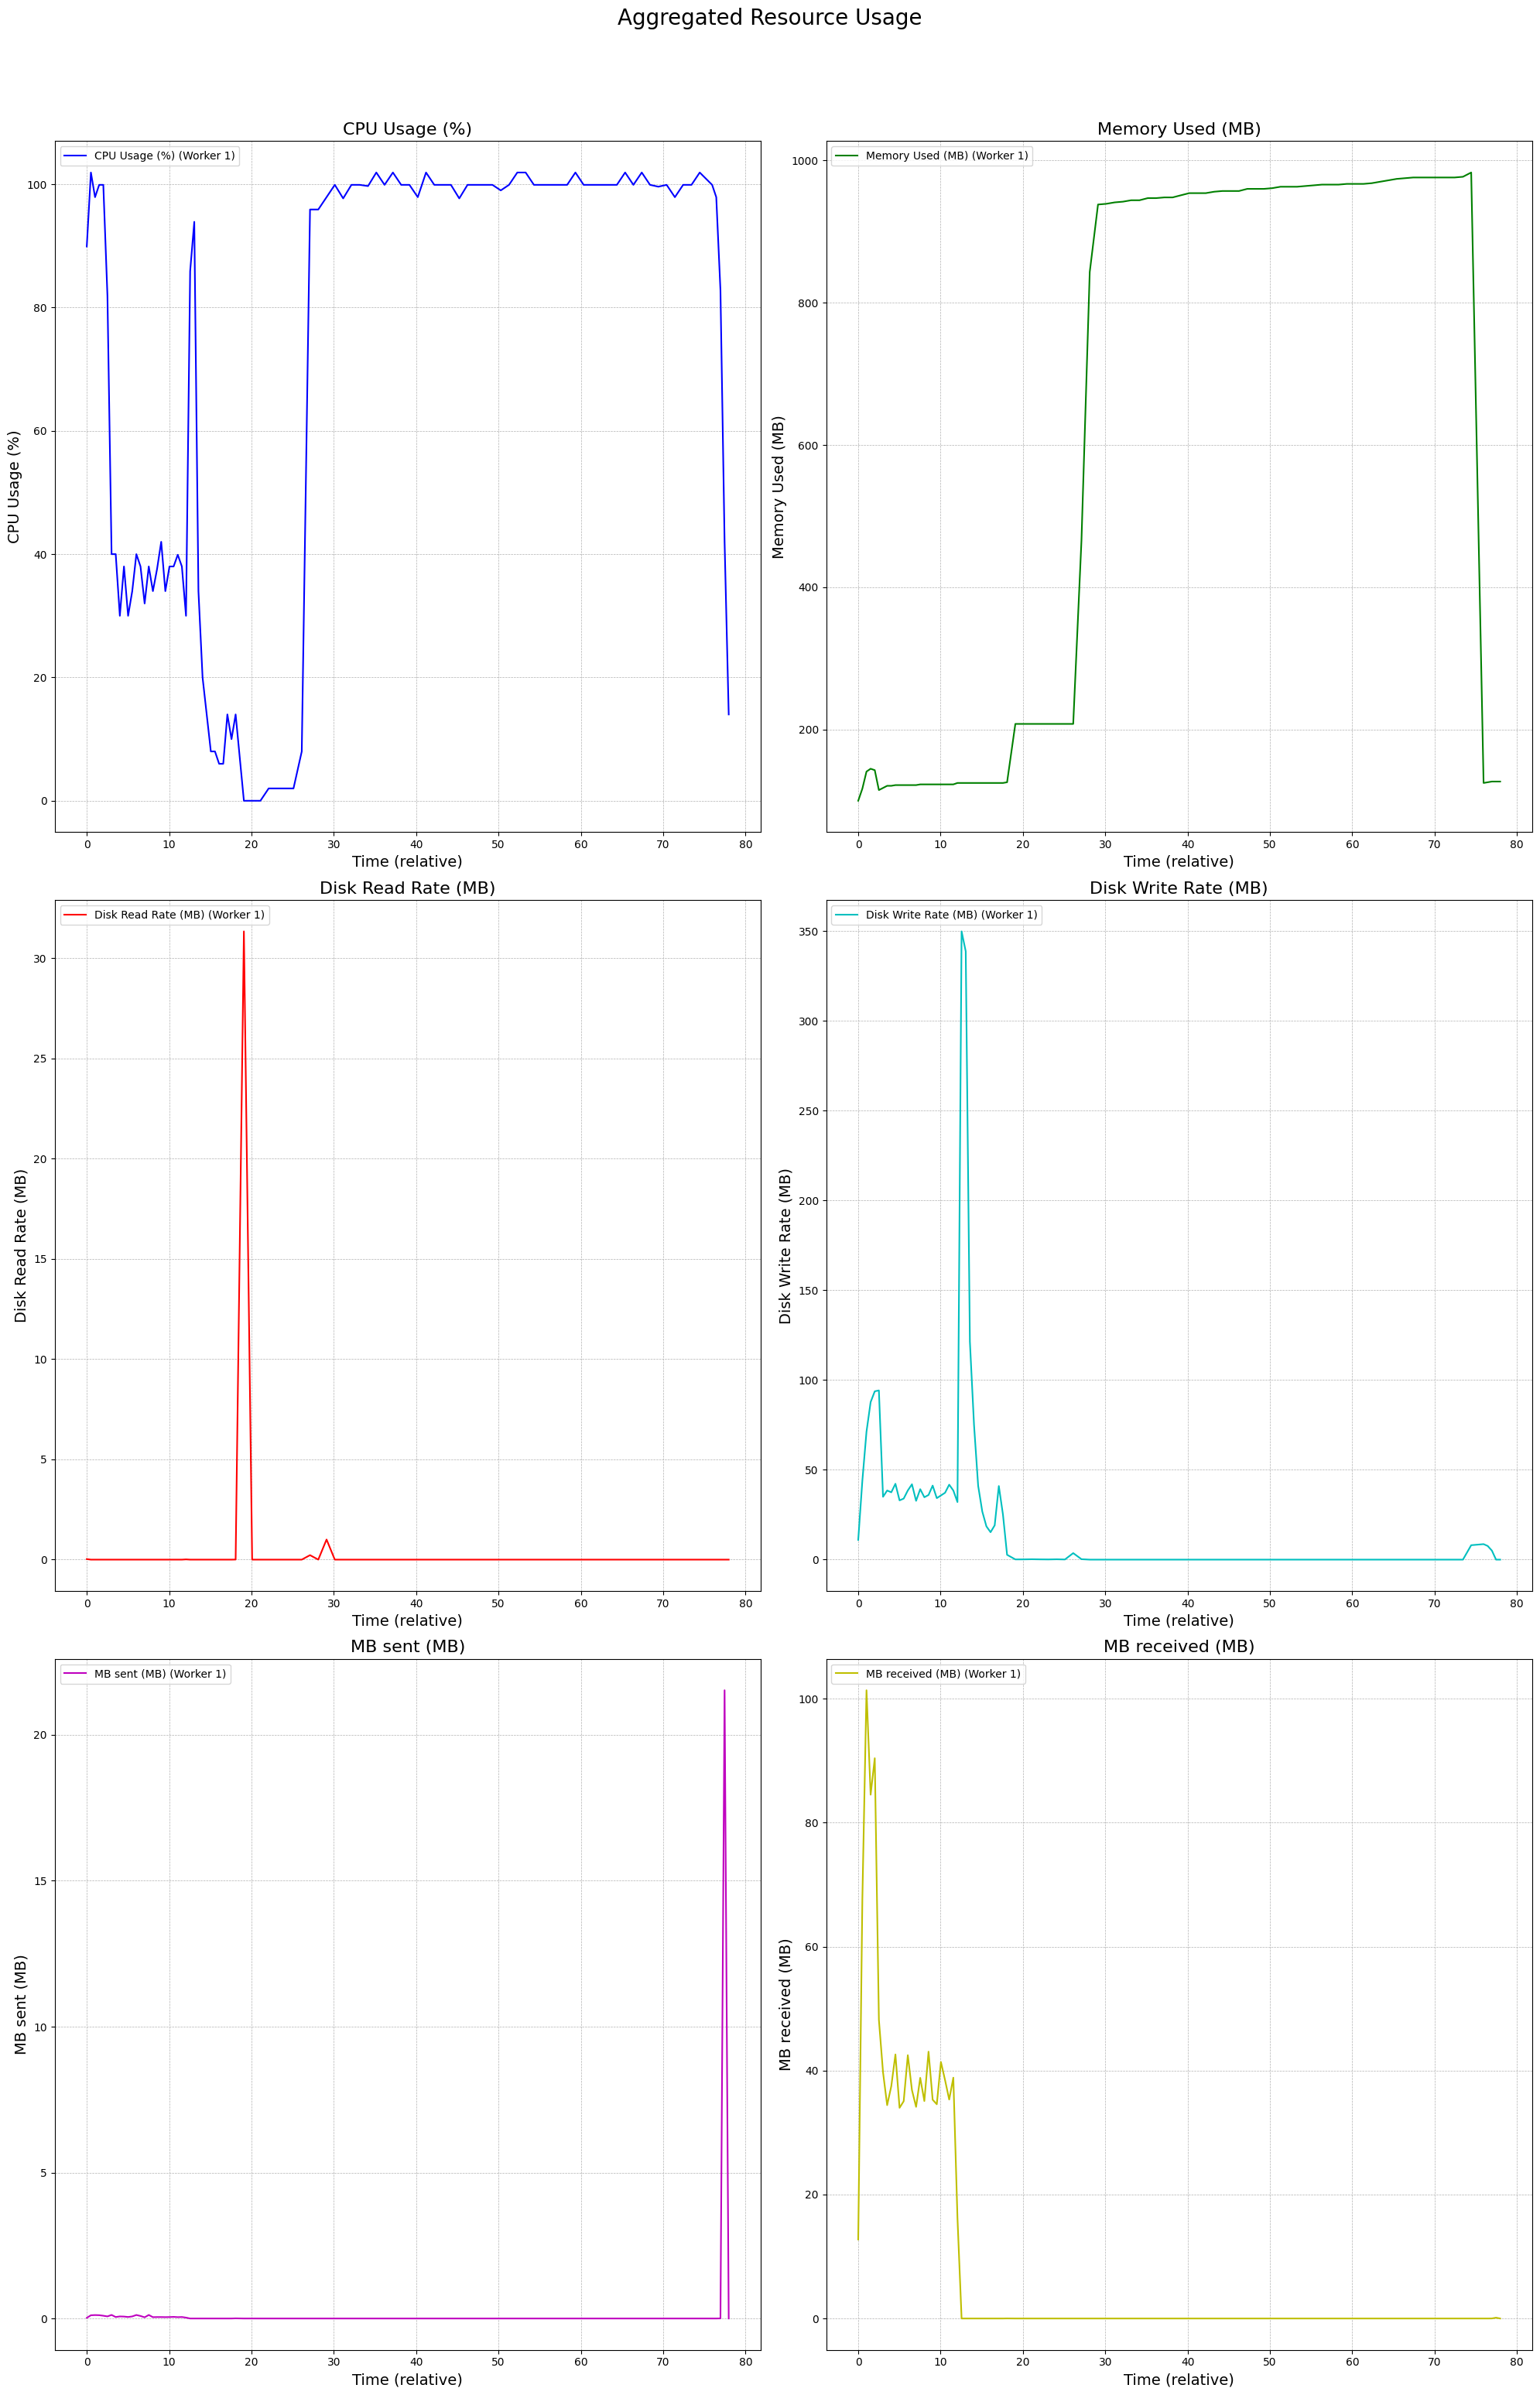 Aggregated Resource Usage
CPU Usage (%)
CPU Usage (%) (Worker 1)
CPU Usage (%)
100
80
60
40
20
0
0 10 20 30 40 50 60 70 80
Time (relative)
Memory Used (MB)
Memory Used (MB) (Worker 1)
Memory Used (MB)
1000
800
600
400
200
0 10 20 30 40 50 60 70 80
Time (relative)
Disk Read Rate (MB)
Disk Read Rate (MB) (Worker 1)
Disk Read Rate (MB)
30
25
20
15
10
5
0
0 10 20 30 40 50 60 70 80
Time (relative)
Disk Write Rate (MB)
Disk Write Rate (MB) (Worker 1)
Disk Write Rate (MB)
350
300
250
200
150
100
50
0
0 10 20 30 40 50 60 70 80
Time (relative)
MB sent (MB)
MB sent (MB) (Worker 1)
MB sent (MB)
20
15
10
5
0
0 10 20 30 40 50 60 70 80
Time (relative)
MB received (MB)
MB received (MB) (Worker 1)
MB received (MB)
100
80
60
40
20
0
0 10 20 30 40 50 60 70 80
Time (relative)